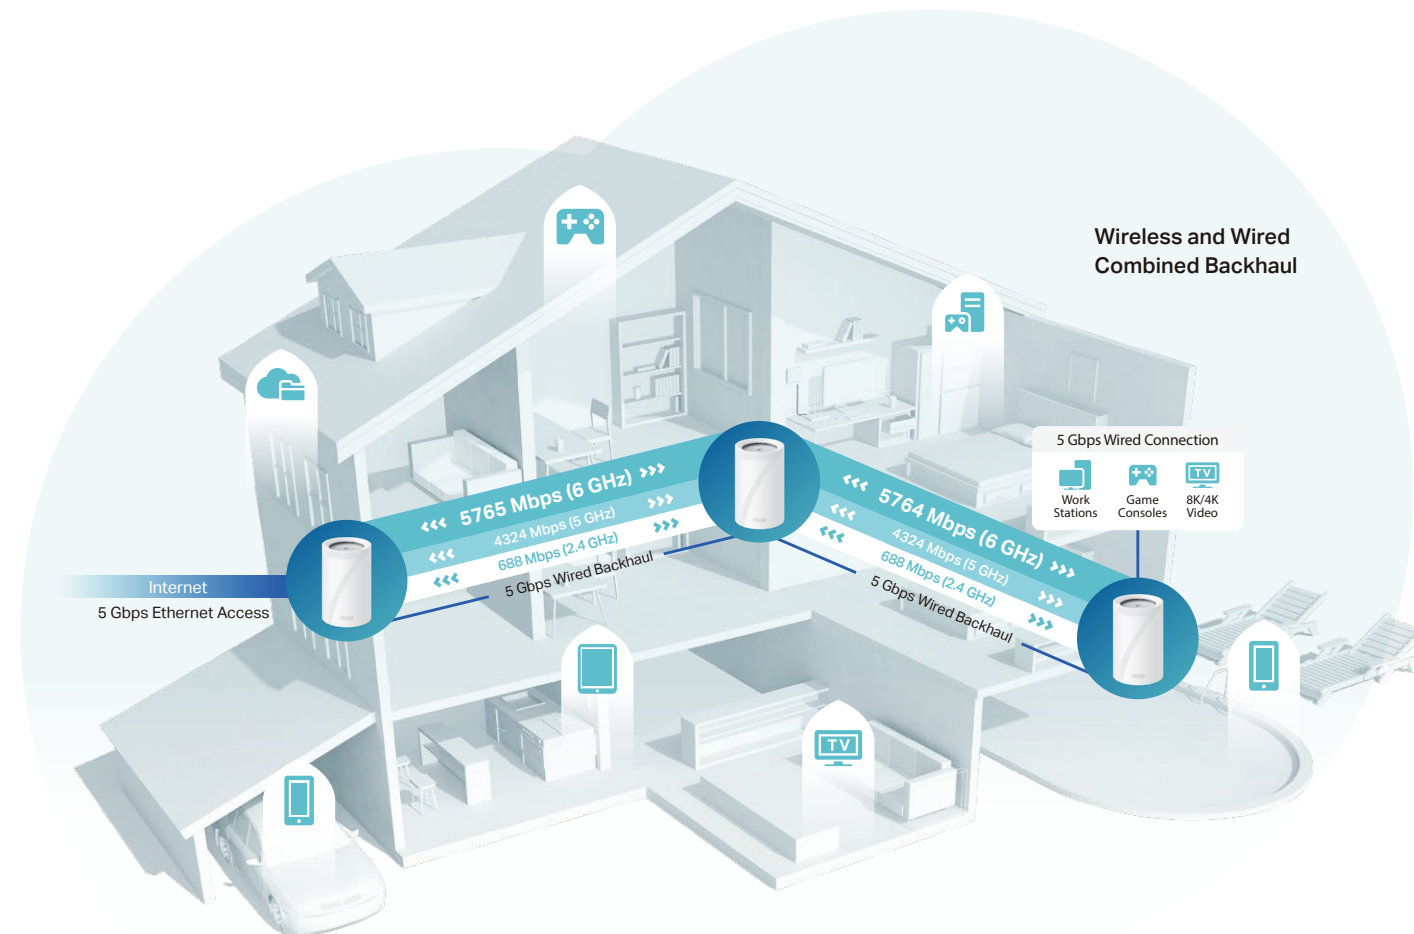 Wireless and Wired
Combined Backhaul
5 Gbps Wired Connection
Work
Stations
Game
Consoles
TV
8K/4K
Video
5765 Mbps (6 GHz)
4324 Mbps (5 GHz)
688 Mbps (2.4 GHz)
5 Gbps Wired Backhaul
5764 Mbps (6 GHz)
4324 Mbps (5 GHz)
688 Mbps (2.4 GHz)
5 Gbps Wired Backhaul
Internet
5 Gbps Ethernet Access
TV